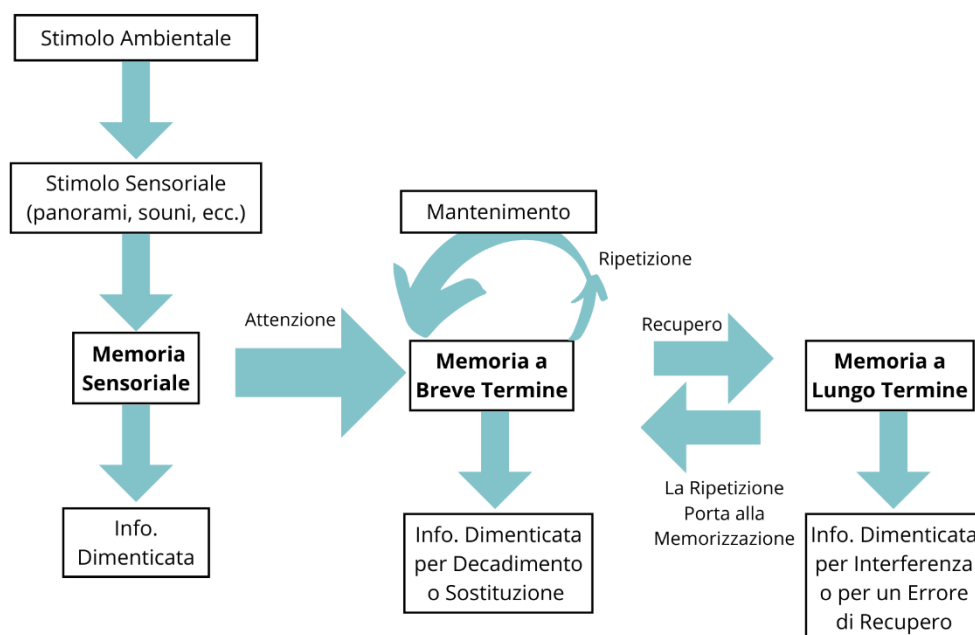 Stimolo Ambientale
Stimolo Sensoriale
(panorami, souni, ecc.)
Mantenimento
Ripetizione
Attenzione
Recupero
Memoria
Sensoriale
Memoria a
Breve Termine
Memoria a
Lungo Termine
La Ripetizione
Porta alla
Memorizzazione
Info.
Dimenticata
Info. Dimenticata
per Decadimento
o Sostituzione
Info. Dimenticata
per Interferenza
o per un Errore
di Recupero